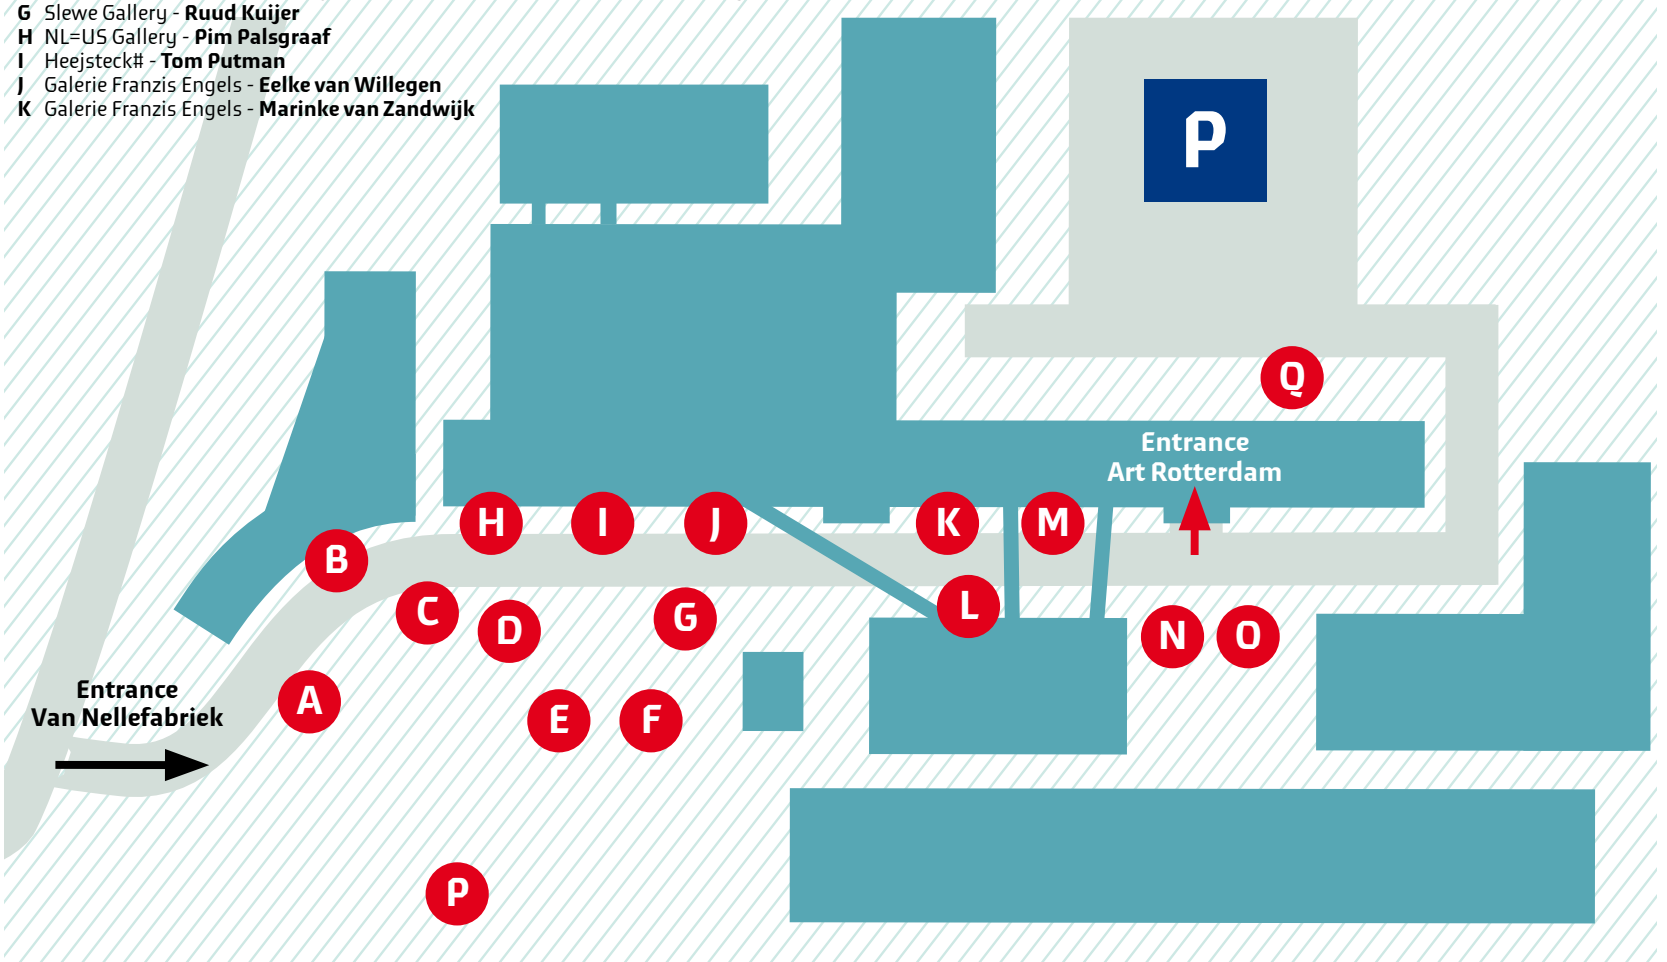 G Slewe Gallery - Ruud Kuijer
H NL=US Gallery - Pim Palsgraaf
I Heejsteck# - Tom Putman
J Galerie Franzis Engels - Eelke van Willegen
K Galerie Franzis Engels - Marinke van Zandwijk
P
Q
Entrance
Art Rotterdam
H
I
J
K
M
B
C
D
G
L
N
O
Entrance
Van Nellefabriek
A
E
F
P